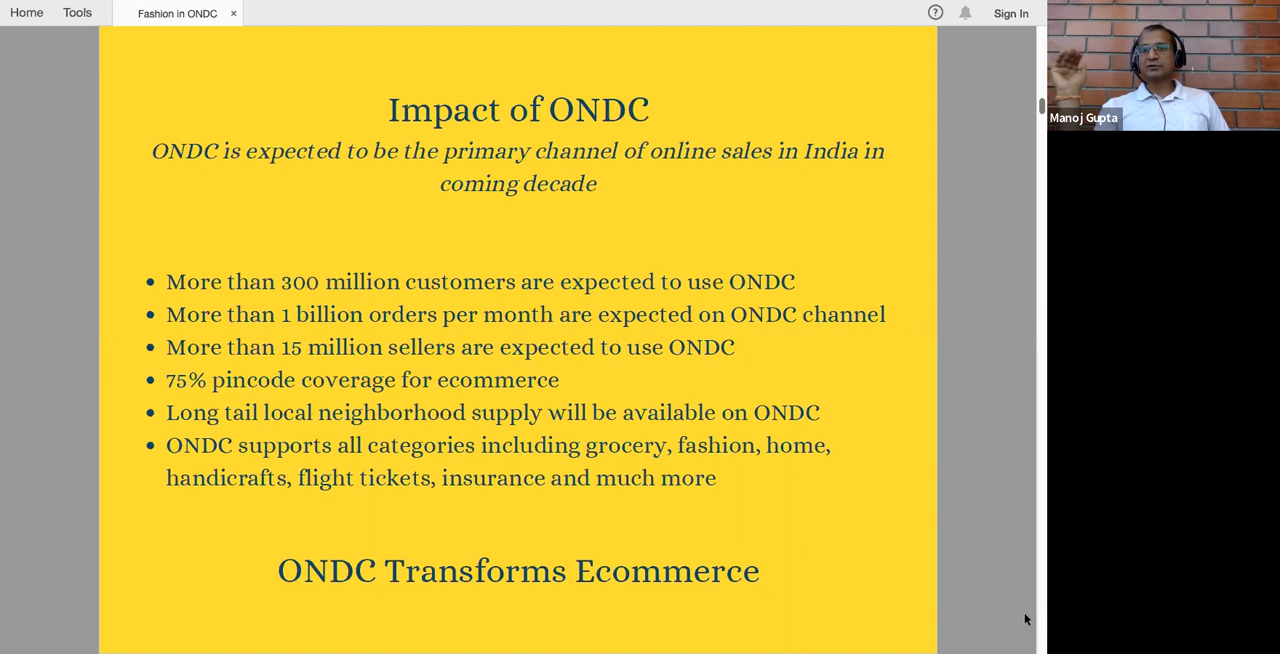 Home Tools Fashion in ONDC × ? Sign In
Impact of ONDC
ONDC is expected to be the primary channel of online sales in India in
coming decade
• More than 300 million customers are expected to use ONDC
• More than 1 billion orders per month are expected on ONDC channel
• More than 15 million sellers are expected to use ONDC
• 75% pincode coverage for ecommerce
• Long tail local neighborhood supply will be available on ONDC
• ONDC supports all categories including grocery, fashion, home,
handicrafts, flight tickets, insurance and much more
ONDC Transforms Ecommerce
Manoj Gupta